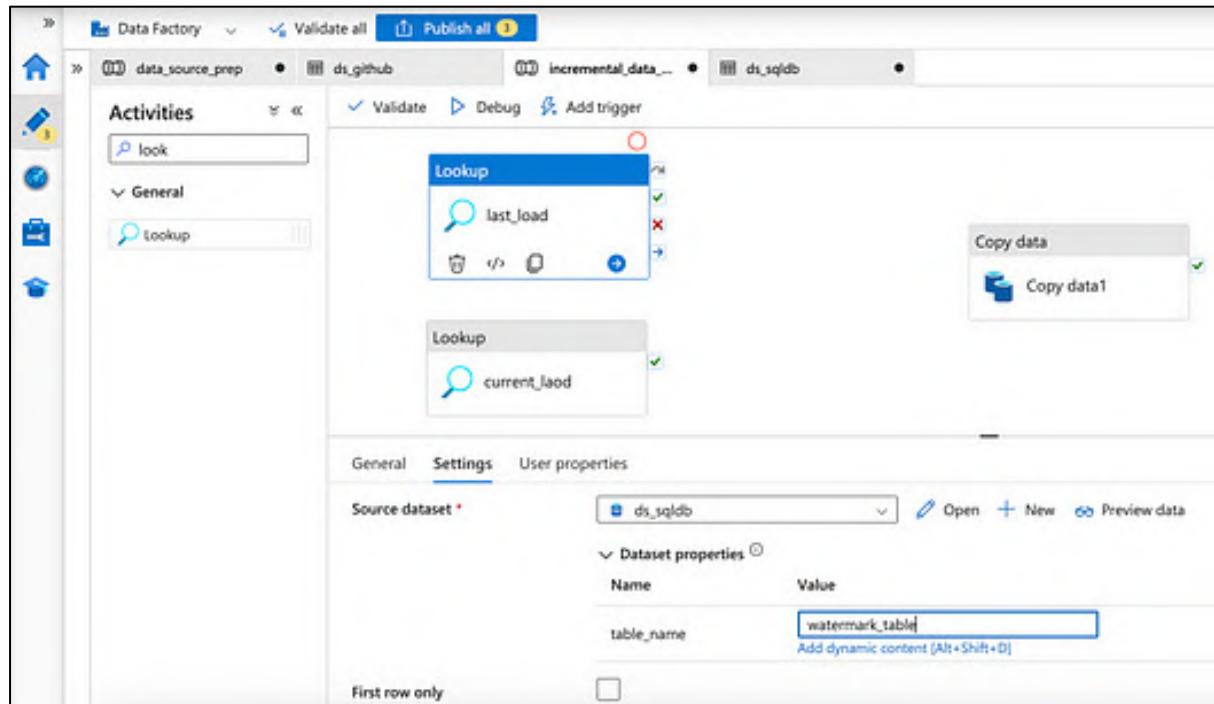 Data Factory Validate all Publish all 3
data_source_prep ds_github incremental_data_... ds_sqldb
Activities
Validate Debug Add trigger
3
look
General
Lookup
Lookup
last_load
Lookup
current_laod
Copy data
Copy data1
General Settings User properties
Source dataset * ds_sqldb Open New Preview data
Dataset properties
Name Value
table_name watermark_table
Add dynamic content [Alt+Shift+D]
First row only